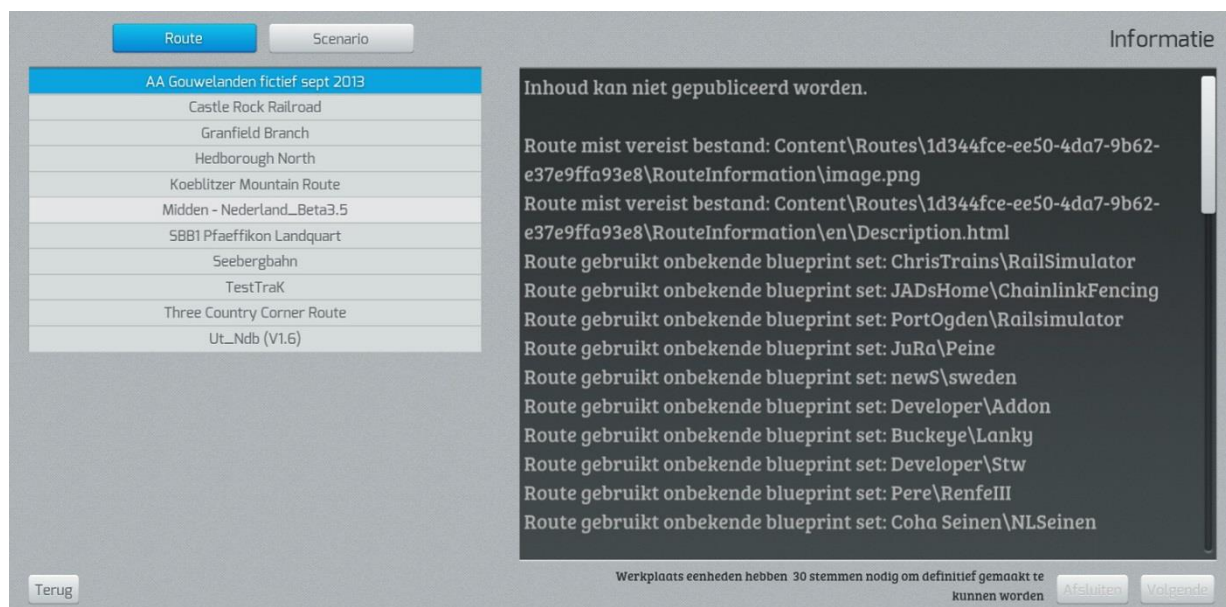 Route
Scenario
Informatie
AA Gouwelanden fictief sept 2013
Castle Rock Railroad
Granfield Branch
Hedborough North
Koeblitzer Mountain Route
Midden - Nederland_Beta3.5
SBB1 Pfaeffikon Landquart
Seebergbahn
TestTraK
Three Country Corner Route
Ut_Ndb (V1.6)
Inhoud kan niet gepubliceerd worden.
Route mist vereist bestand: Content\Routes\1d344fce-ee50-4da7-9b62-
e37e9ffa93e8\RouteInformation\image.png
Route mist vereist bestand: Content\Routes\1d344fce-ee50-4da7-9b62-
e37e9ffa93e8\RouteInformation\en\Description.html
Route gebruikt onbekende blueprint set: ChrisTrains\RailSimulator
Route gebruikt onbekende blueprint set: JADsHome\ChainlinkFencing
Route gebruikt onbekende blueprint set: PortOgden\Railsimulator
Route gebruikt onbekende blueprint set: JuRa\Peine
Route gebruikt onbekende blueprint set: newS\sweden
Route gebruikt onbekende blueprint set: Developer\Addon
Route gebruikt onbekende blueprint set: Buckeye\Lanky
Route gebruikt onbekende blueprint set: Developer\Stw
Route gebruikt onbekende blueprint set: Pere\RenfeIII
Route gebruikt onbekende blueprint set: Coha Seinen\NLSeinen
Terug
Werkplaats eenheden hebben 30 stemmen nodig om definitief gemaakt te
kunnen worden
Afsluiten
Volgende